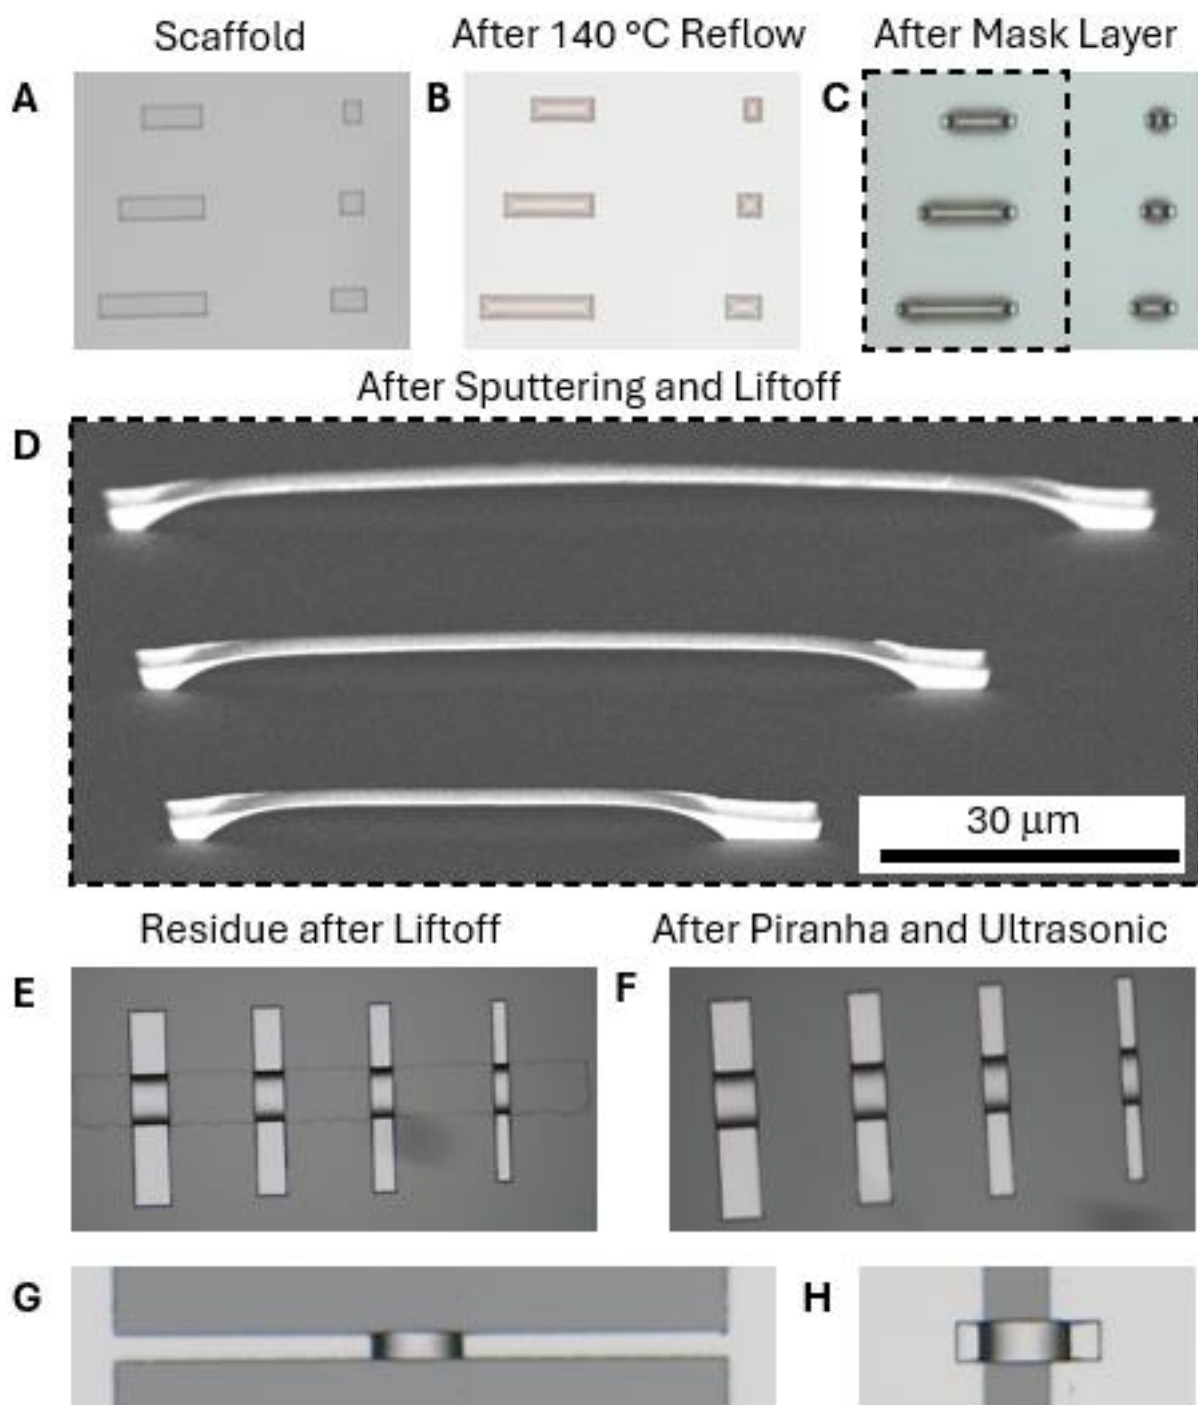 Scaffold
After 140 °C Reflow
After Mask Layer
A
B
C
After Sputtering and Liftoff
D
30 µm
Residue after Liftoff
After Piranha and Ultrasonic
E
F
G
H